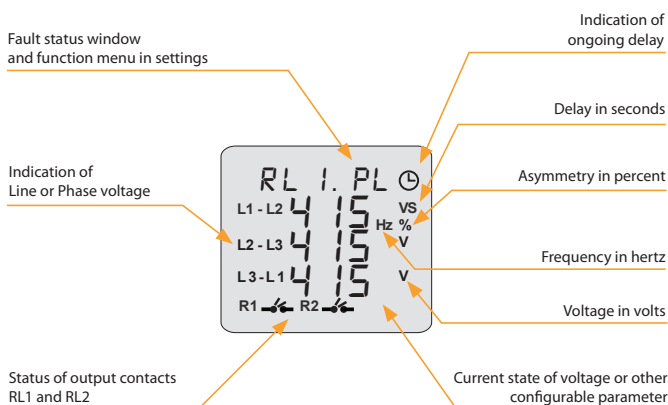 Indication of
ongoing delay
Fault status window
and function menu in settings
Delay in seconds
Indication of
Line or Phase voltage
Asymmetry in percent
RL 1. PL
L1 - L2 415 VS
Hz %
L2 - L3 415 V
L3 - L1 415 V
R1 R2
Frequency in hertz
Voltage in volts
Status of output contacts
RL1 and RL2
Current state of voltage or other
configurable parameter